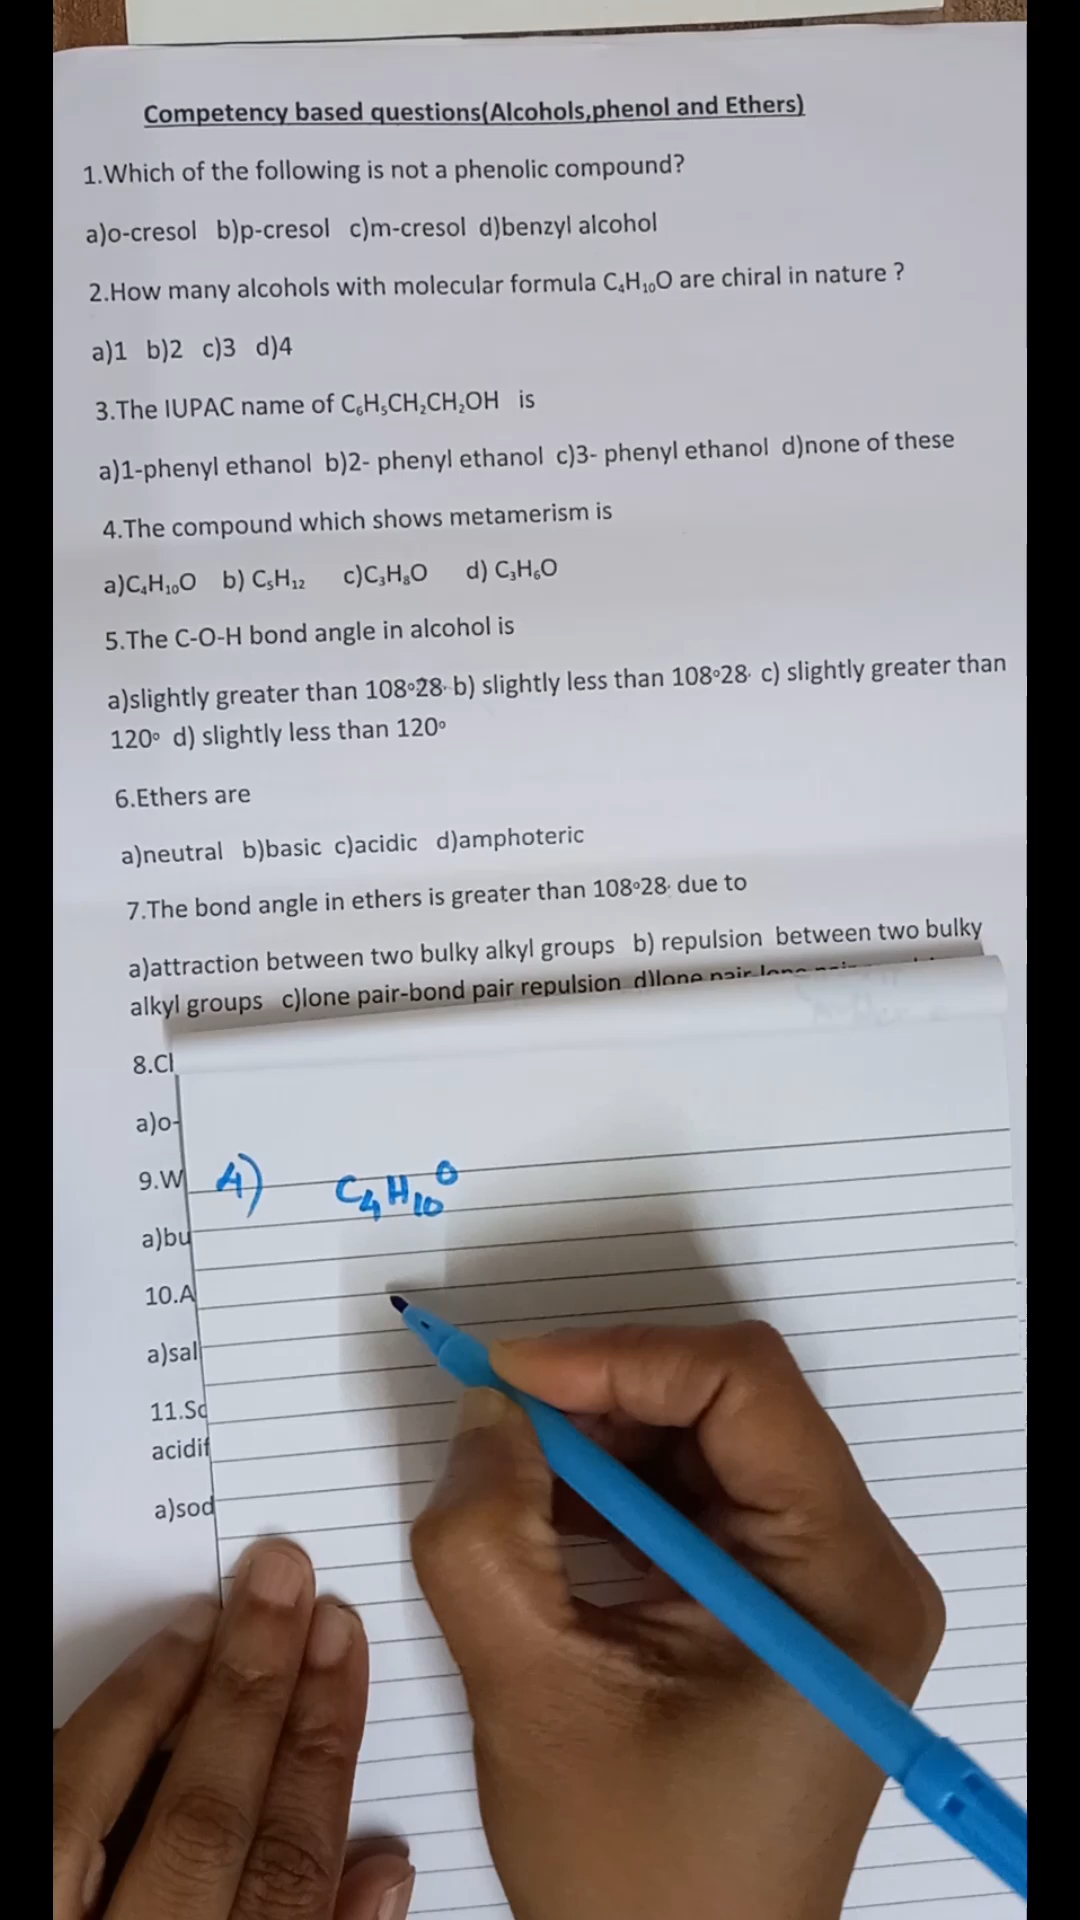 Competency based questions(Alcohols,phenol and Ethers)
1.Which of the following is not a phenolic compound?
a)o-cresol b)p-cresol c)m-cresol d)benzyl alcohol
2.How many alcohols with molecular formula C₄H₁₀O are chiral in nature ?
a)1 b)2 c)3 d)4
3.The IUPAC name of C₆H₅CH₂CH₂OH is
a)1-phenyl ethanol b)2- phenyl ethanol c)3- phenyl ethanol d)none of these
4.The compound which shows metamerism is
a)C₄H₁₀O b) C₅H₁₂ c)C₃H₈O d) C₃H₆O
5.The C-O-H bond angle in alcohol is
a)slightly greater than 108°28' b) slightly less than 108°28' c) slightly greater than
120° d) slightly less than 120°
6.Ethers are
a)neutral b)basic c)acidic d)amphoteric
7.The bond angle in ethers is greater than 108°28' due to
a)attraction between two bulky alkyl groups b) repulsion between two bulky
alkyl groups c)lone pair-bond pair repulsion d)lone pair-lone
8.Cl
a)o-
9.W
4) C₄H₁₀O
a)bu
10.A
a)sal
11.So
acidif
a)sod